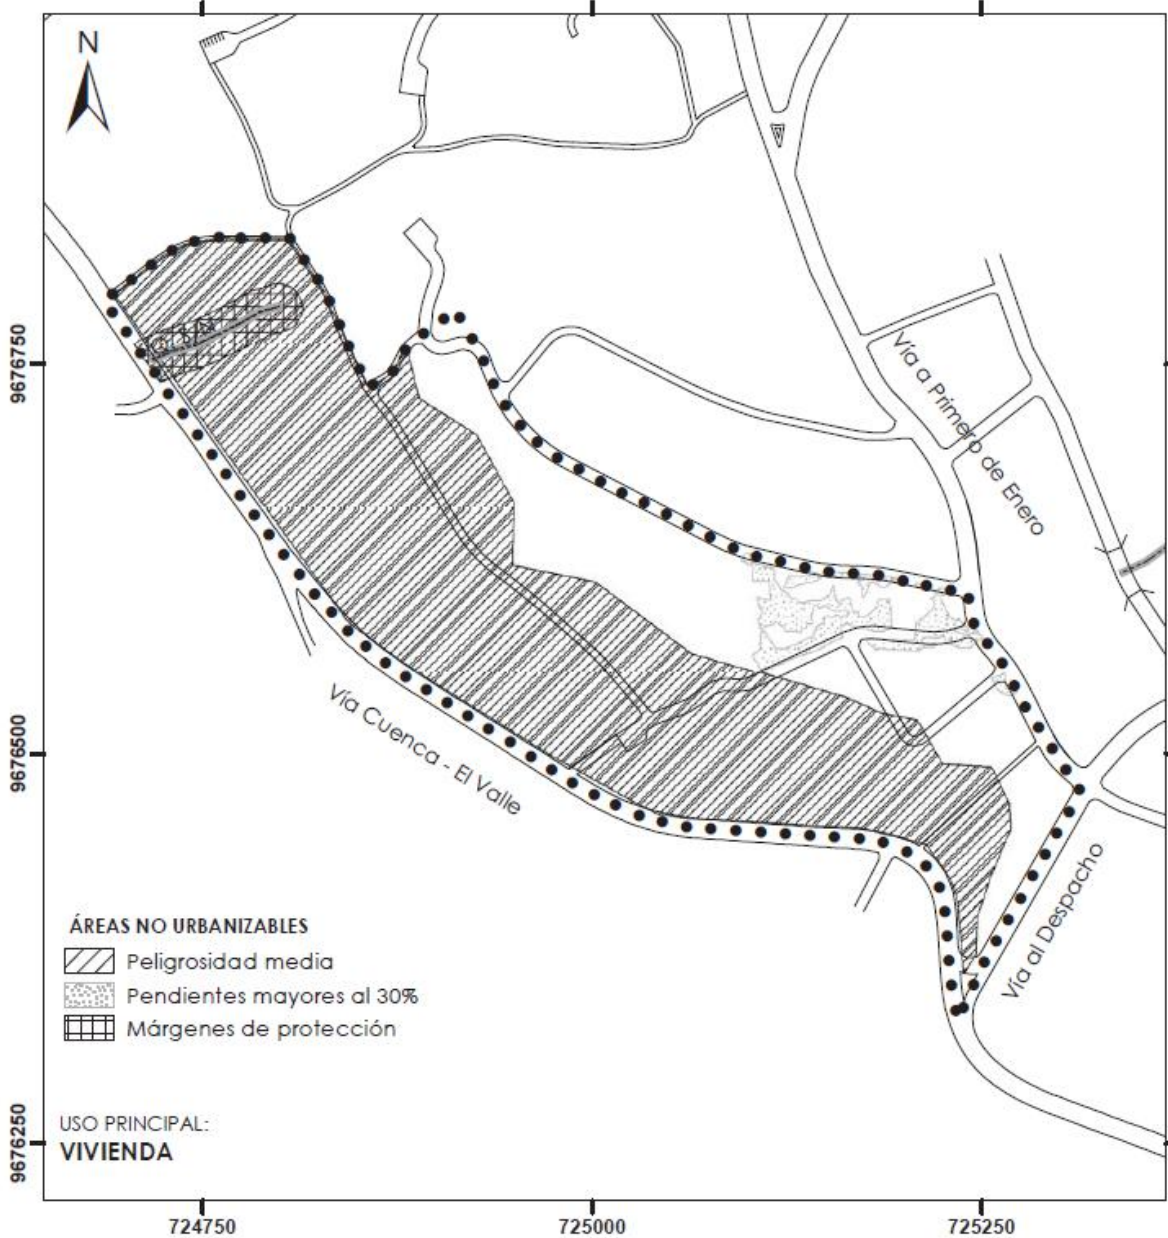 N
Vía a Primero de Enero
Vía Cuenca - El Valle
Vía al Despacho
9676750
9676500
9676250
ÁREAS NO URBANIZABLES
Peligrosidad media
Pendientes mayores al 30%
Márgenes de protección
USO PRINCIPAL:
VIVIENDA
724750
725000
725250